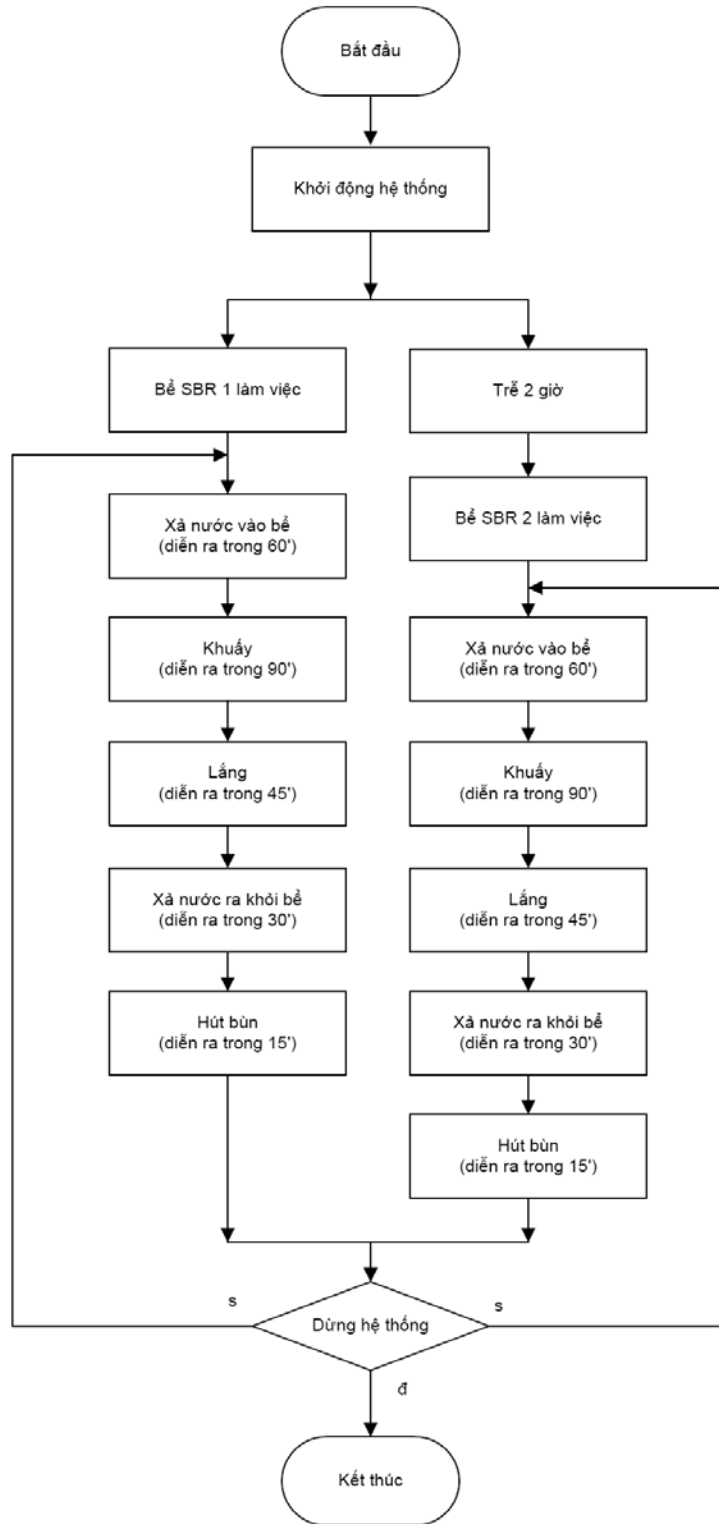 Bắt đầu
Khởi động hệ thống
Bể SBR 1 làm việc
Xả nước vào bể
(diễn ra trong 60')
Khuấy
(diễn ra trong 90')
Lắng
(diễn ra trong 45')
Xả nước ra khỏi bể
(diễn ra trong 30')
Hút bùn
(diễn ra trong 15')
Trễ 2 giờ
Bể SBR 2 làm việc
Xả nước vào bể
(diễn ra trong 60')
Khuấy
(diễn ra trong 90')
Lắng
(diễn ra trong 45')
Xả nước ra khỏi bể
(diễn ra trong 30')
Hút bùn
(diễn ra trong 15')
s
Dừng hệ thống
s
đ
Kết thúc